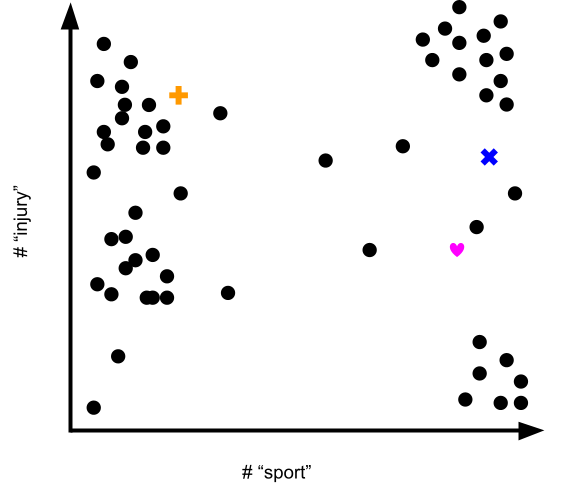 # “injury”
# “sport”